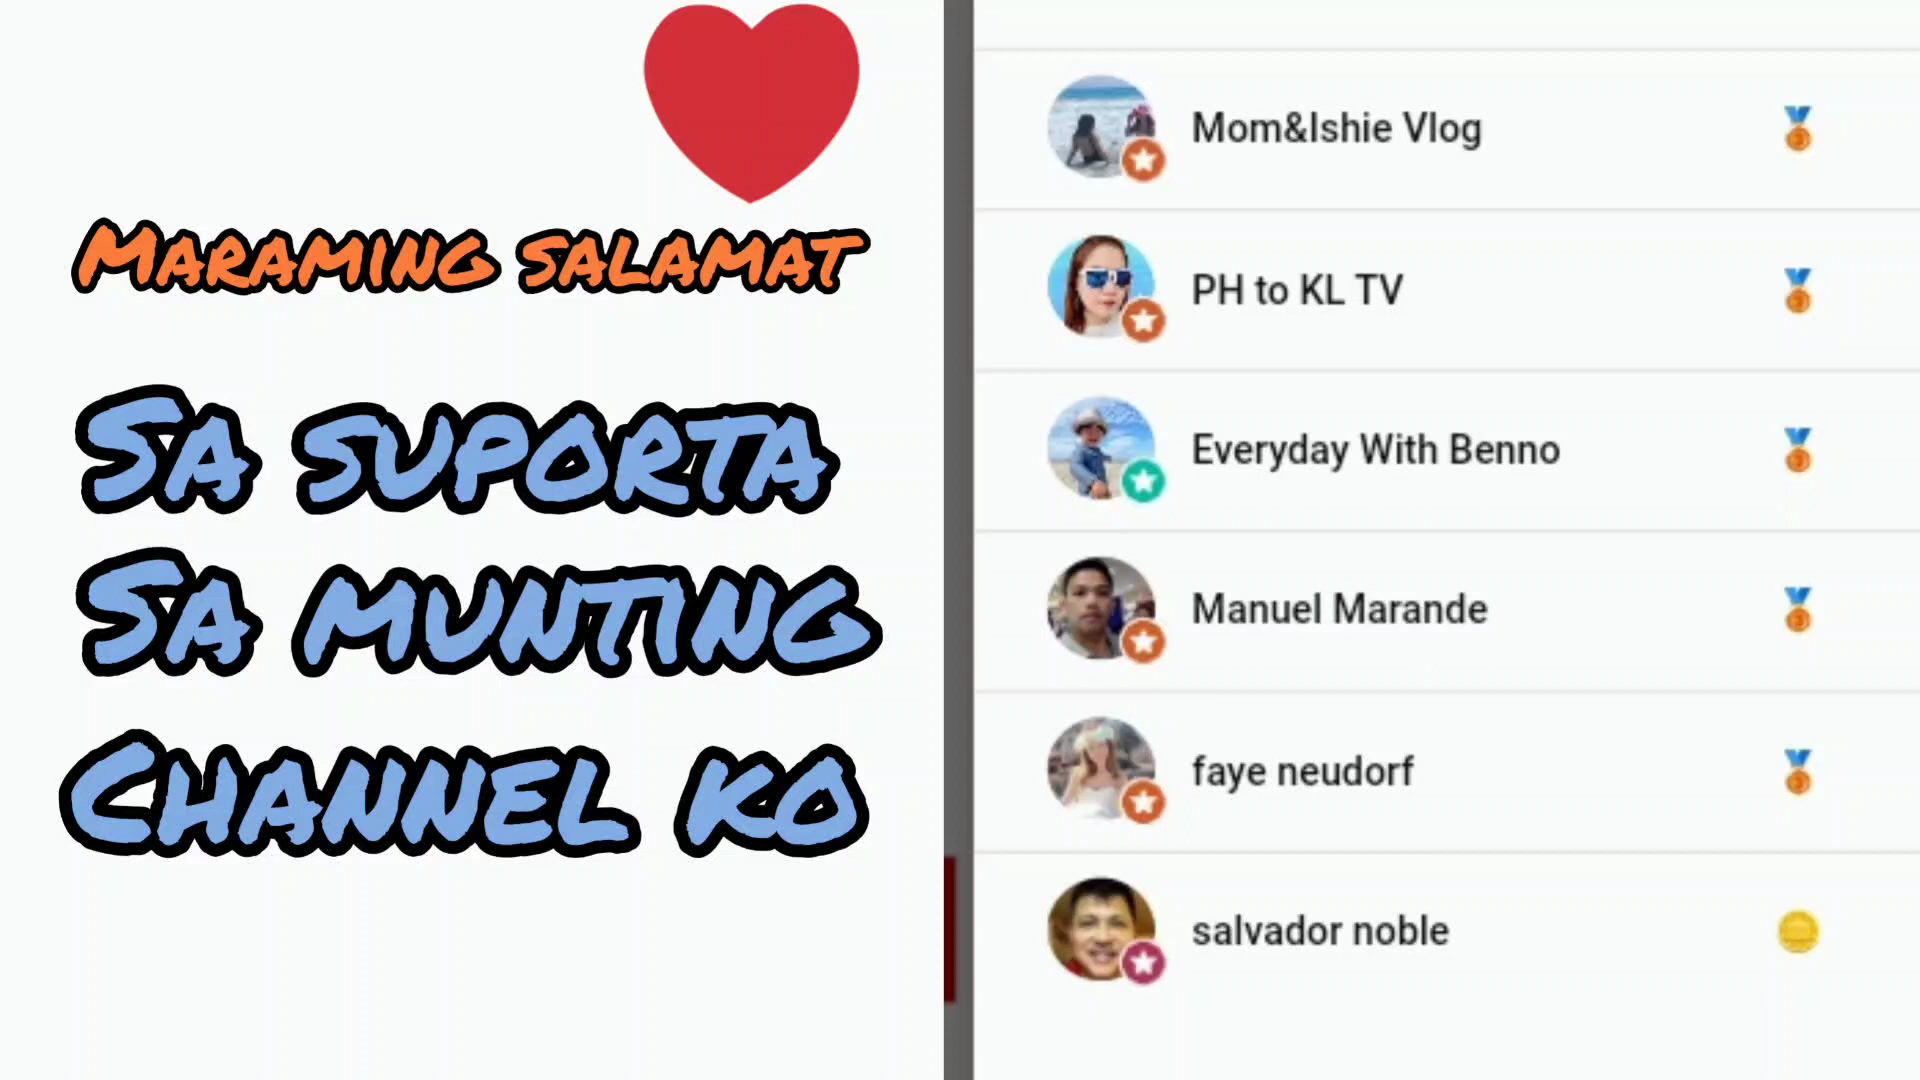 Maraming salamat
Sa suporta
Sa munting
Channel ko
Mom&Ishie Vlog
PH to KL TV
Everyday With Benno
Manuel Marande
faye neudorf
salvador noble